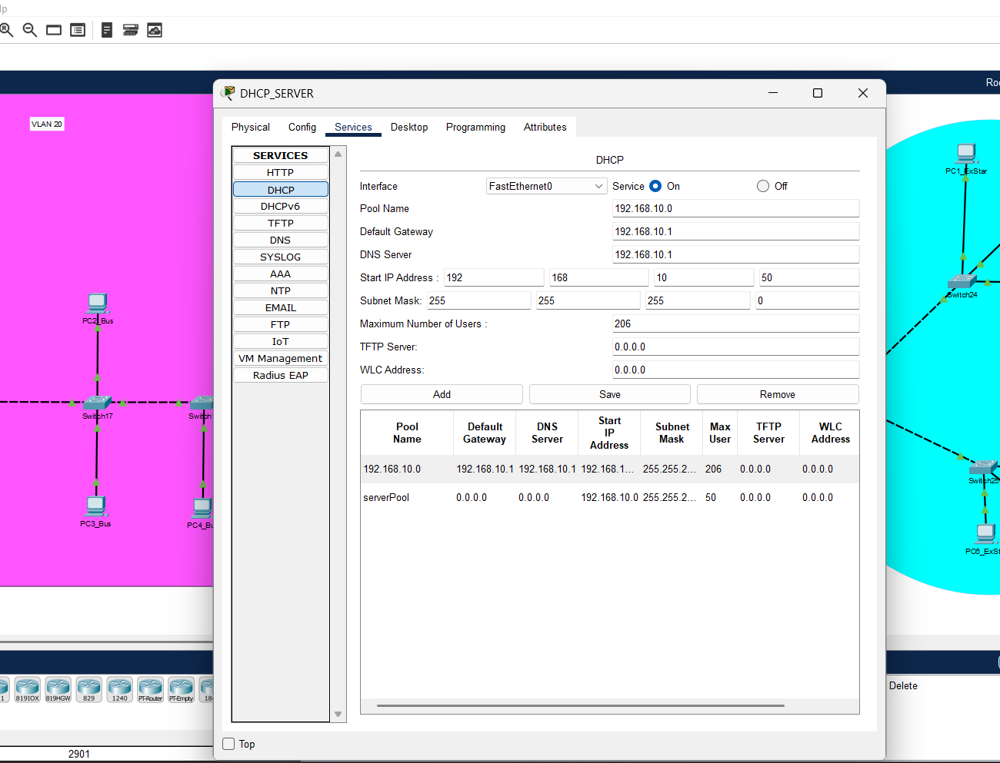 lp
Roo
DHCP_SERVER
Physical Config Services Desktop Programming Attributes
VLAN 20
SERVICES
HTTP
DHCP
DHCPv6
TFTP
DNS
SYSLOG
AAA
NTP
EMAIL
FTP
IoT
VM Management
Radius EAP
DHCP
Interface FastEthernet0 Service On Off
Pool Name 192.168.10.0
Default Gateway 192.168.10.1
DNS Server 192.168.10.1
Start IP Address : 192 168 10 50
Subnet Mask: 255 255 255 0
Maximum Number of Users : 206
TFTP Server: 0.0.0.0
WLC Address: 0.0.0.0
Add Save Remove
Pool Name Default Gateway DNS Server Start IP Address Subnet Mask Max User TFTP Server WLC Address
192.168.10.0 192.168.10.1 192.168.10.1 192.168.1... 255.255.2... 206 0.0.0.0 0.0.0.0
serverPool 0.0.0.0 0.0.0.0 192.168.10.0 255.255.2... 50 0.0.0.0 0.0.0.0
Top
PC2_Bus
Switch17
Switch
PC3_Bus
PC4_Bu
PC1_ExStar
Switch24
Switch25
PC6_ExSt
1 819IOX 819HGW 829 1240 PT-Router PT-Empty 18
2901
Delete